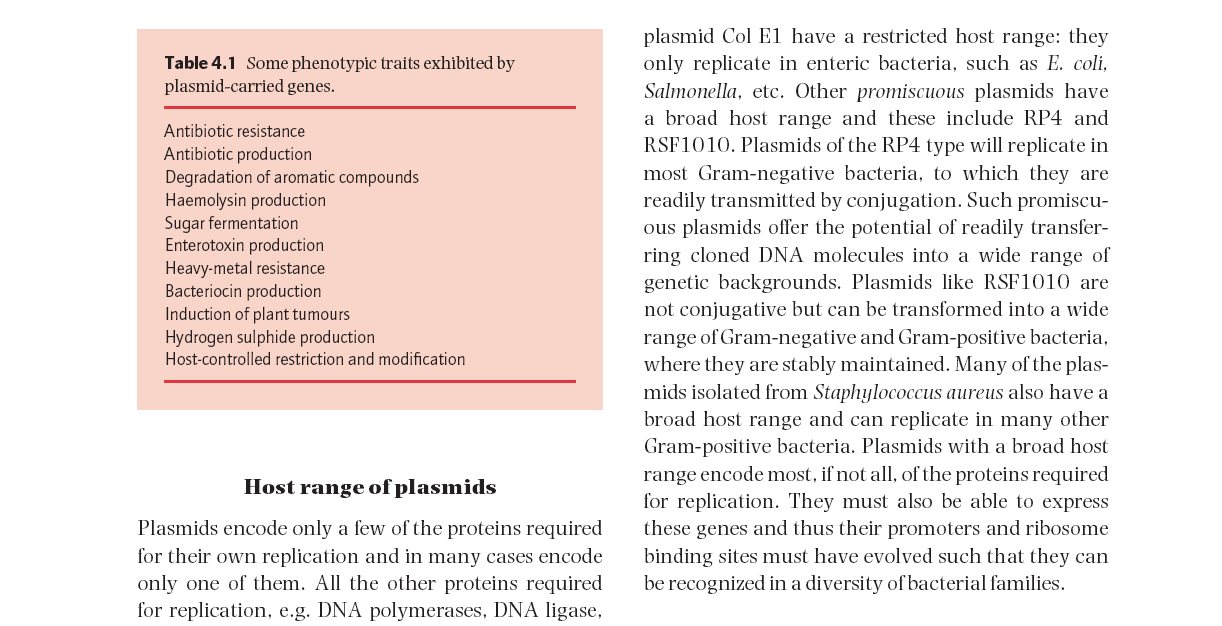 Table 4.1 Some phenotypic traits exhibited by
plasmid-carried genes.
Antibiotic resistance
Antibiotic production
Degradation of aromatic compounds
Haemolysin production
Sugar fermentation
Enterotoxin production
Heavy-metal resistance
Bacteriocin production
Induction of plant tumours
Hydrogen sulphide production
Host-controlled restriction and modification
Host range of plasmids
Plasmids encode only a few of the proteins required
for their own replication and in many cases encode
only one of them. All the other proteins required
for replication, e.g. DNA polymerases, DNA ligase,
plasmid Col E1 have a restricted host range: they
only replicate in enteric bacteria, such as E. coli,
Salmonella, etc. Other promiscuous plasmids have
a broad host range and these include RP4 and
RSF1010. Plasmids of the RP4 type will replicate in
most Gram-negative bacteria, to which they are
readily transmitted by conjugation. Such promiscu-
ous plasmids offer the potential of readily transfer-
ring cloned DNA molecules into a wide range of
genetic backgrounds. Plasmids like RSF1010 are
not conjugative but can be transformed into a wide
range of Gram-negative and Gram-positive bacteria,
where they are stably maintained. Many of the plas-
mids isolated from Staphylococcus aureus also have a
broad host range and can replicate in many other
Gram-positive bacteria. Plasmids with a broad host
range encode most, if not all, of the proteins required
for replication. They must also be able to express
these genes and thus their promoters and ribosome
binding sites must have evolved such that they can
be recognized in a diversity of bacterial families.